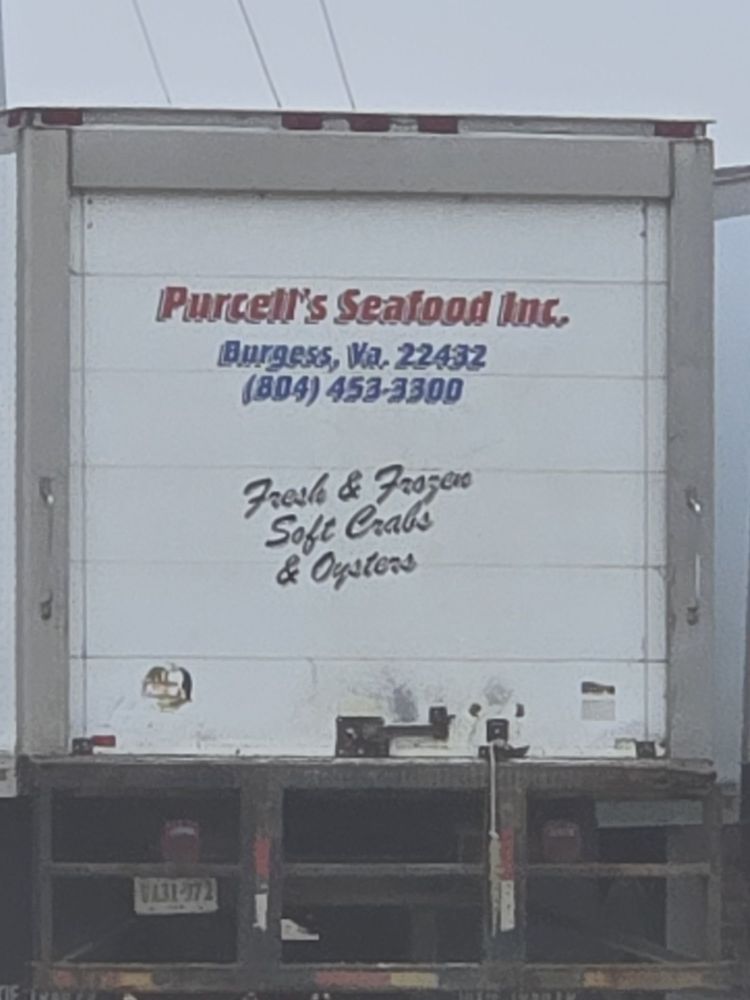 Purcell's Seafood Inc.
Burgess, Va. 22432
(804) 453-3300
Fresh & Frozen
Soft Crabs
& Oysters